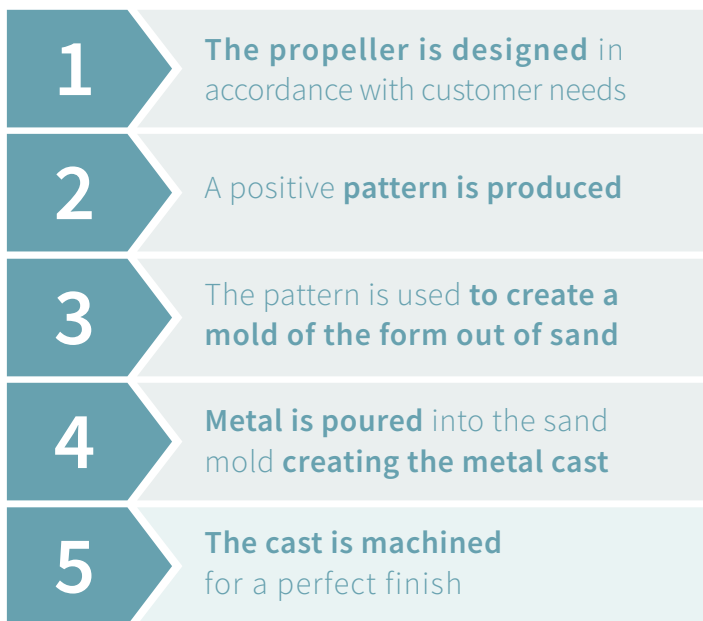 1
The propeller is designed in
accordance with customer needs
2
A positive pattern is produced
3
The pattern is used to create a
mold of the form out of sand
4
Metal is poured into the sand
mold creating the metal cast
5
The cast is machined
for a perfect finish